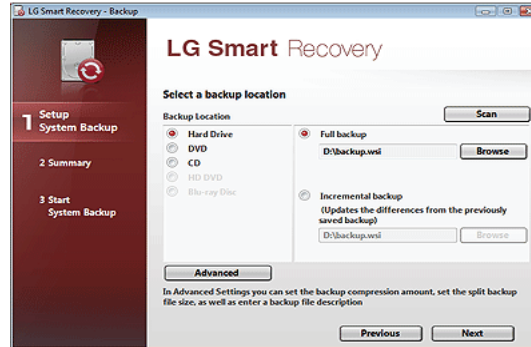 LG Smart Recovery - Backup
LG Smart Recovery
1 Setup
System Backup
2 Summary
3 Start
System Backup
Select a backup location
Backup Location
Scan
Hard Drive
DVD
CD
HD DVD
Blu-ray Disc
Full backup
D:\backup.wsi
Browse
Incremental backup
(Updates the differences from the previously
saved backup)
D:\backup.wsi
Browse
Advanced
In Advanced Settings you can set the backup compression amount, set the split backup
file size, as well as enter a backup file description
Previous
Next